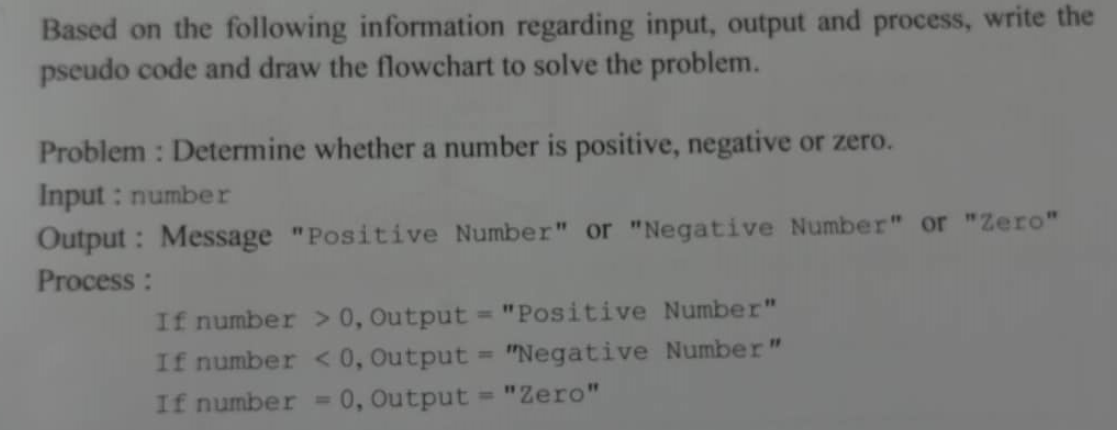 Based on the following information regarding input, output and process, write the
pseudo code and draw the flowchart to solve the problem.
Problem : Determine whether a number is positive, negative or zero.
Input : number
Output : Message "Positive Number" or "Negative Number" or "Zero"
Process :
If number > 0, Output = "Positive Number"
If number < 0, Output = "Negative Number"
If number = 0, Output = "Zero"